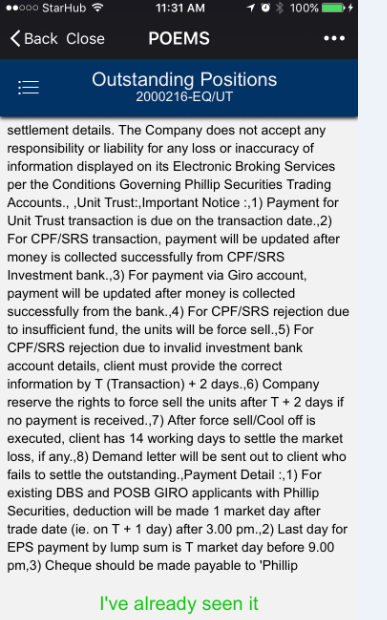 StarHub 11:31 AM 100%
Back Close POEMS
Outstanding Positions
2000216-EQ/UT
settlement details. The Company does not accept any
responsibility or liability for any loss or inaccuracy of
information displayed on its Electronic Broking Services
per the Conditions Governing Phillip Securities Trading
Accounts., ,Unit Trust:,Important Notice :,1) Payment for
Unit Trust transaction is due on the transaction date.,2)
For CPF/SRS transaction, payment will be updated after
money is collected successfully from CPF/SRS
Investment bank.,3) For payment via Giro account,
payment will be updated after money is collected
successfully from the bank.,4) For CPF/SRS rejection due
to insufficient fund, the units will be force sell.,5) For
CPF/SRS rejection due to invalid investment bank
account details, client must provide the correct
information by T (Transaction) + 2 days.,6) Company
reserve the rights to force sell the units after T + 2 days if
no payment is received.,7) After force sell/Cool off is
executed, client has 14 working days to settle the market
loss, if any.,8) Demand letter will be sent out to client who
fails to settle the outstanding.,Payment Detail :,1) For
existing DBS and POSB GIRO applicants with Phillip
Securities, deduction will be made 1 market day after
trade date (ie. on T + 1 day) after 3.00 pm.,2) Last day for
EPS payment by lump sum is T market day before 9.00
pm,3) Cheque should be made payable to 'Phillip
I've already seen it